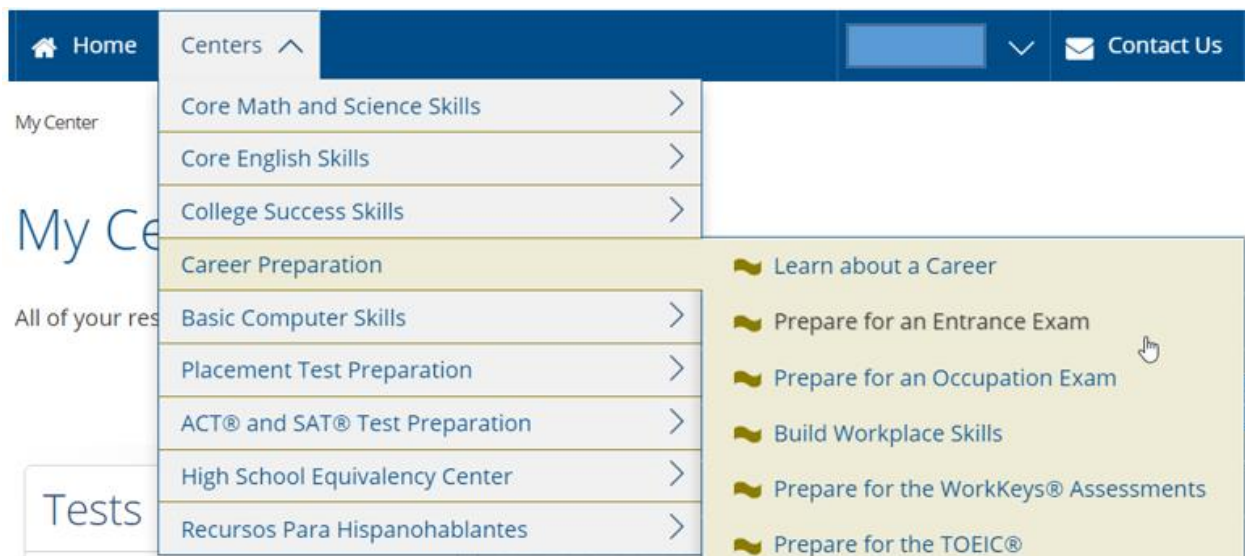 Home
Centers
Contact Us
My Center
Core Math and Science Skills
Core English Skills
College Success Skills
My Ce
Career Preparation
Learn about a Career
All of your res
Basic Computer Skills
Prepare for an Entrance Exam
Placement Test Preparation
Prepare for an Occupation Exam
ACT® and SAT® Test Preparation
Build Workplace Skills
High School Equivalency Center
Prepare for the WorkKeys® Assessments
Tests
Recursos Para Hispanohablantes
Prepare for the TOEIC®